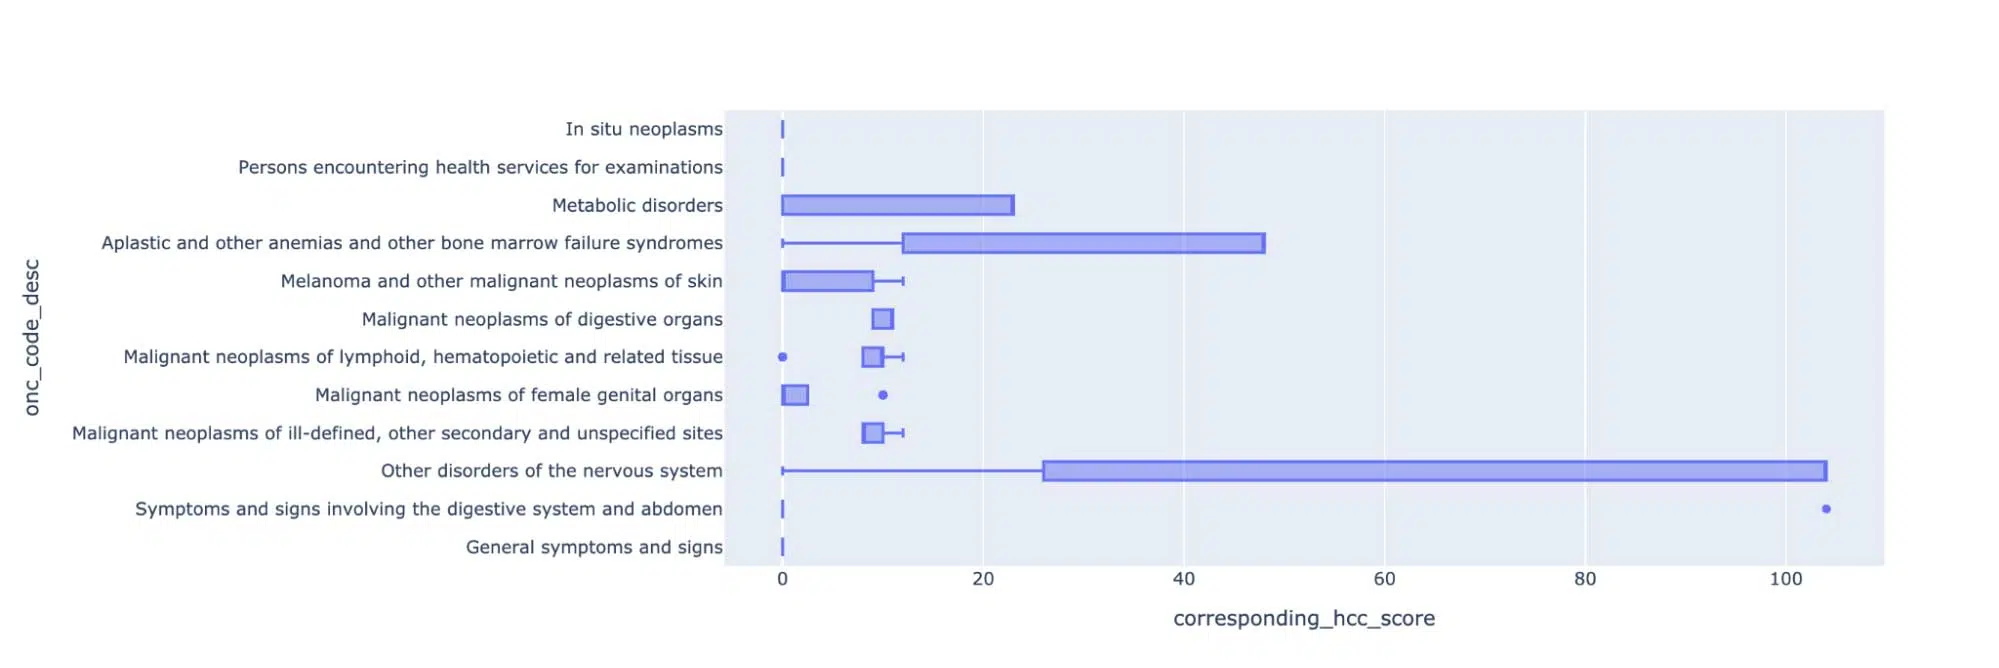 In situ neoplasms
Persons encountering health services for examinations
Metabolic disorders
Aplastic and other anemias and other bone marrow failure syndromes
Melanoma and other malignant neoplasms of skin
Malignant neoplasms of digestive organs
Malignant neoplasms of lymphoid, hematopoietic and related tissue
Malignant neoplasms of female genital organs
Malignant neoplasms of ill-defined, other secondary and unspecified sites
Other disorders of the nervous system
Symptoms and signs involving the digestive system and abdomen
General symptoms and signs
onc_code_desc
0 20 40 60 80 100
corresponding_hcc_score